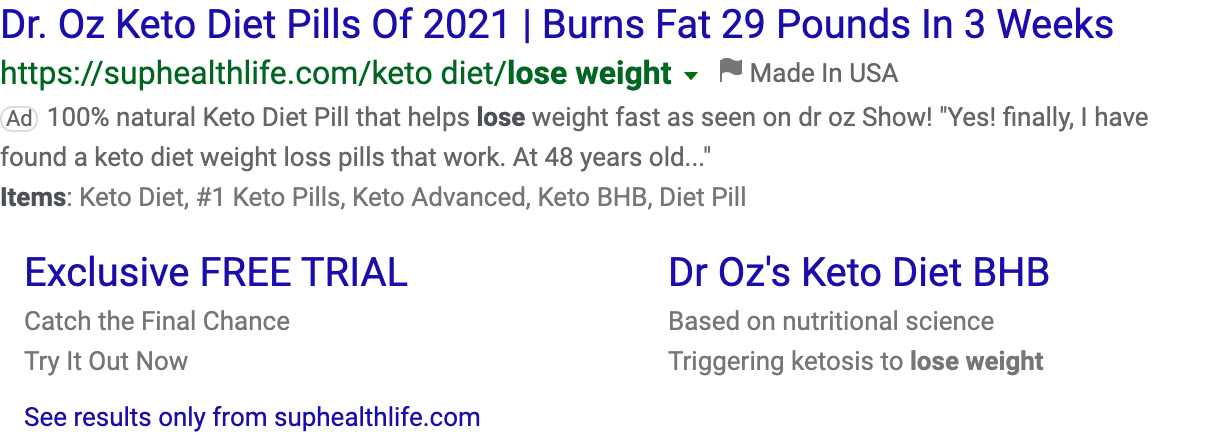 Dr. Oz Keto Diet Pills Of 2021 | Burns Fat 29 Pounds In 3 Weeks
https://suphealthlife.com/keto diet/lose weight Made In USA
Ad 100% natural Keto Diet Pill that helps lose weight fast as seen on dr oz Show! "Yes! finally, I have
found a keto diet weight loss pills that work. At 48 years old..."
Items: Keto Diet, #1 Keto Pills, Keto Advanced, Keto BHB, Diet Pill
Exclusive FREE TRIAL
Catch the Final Chance
Try It Out Now
Dr Oz's Keto Diet BHB
Based on nutritional science
Triggering ketosis to lose weight
See results only from suphealthlife.com